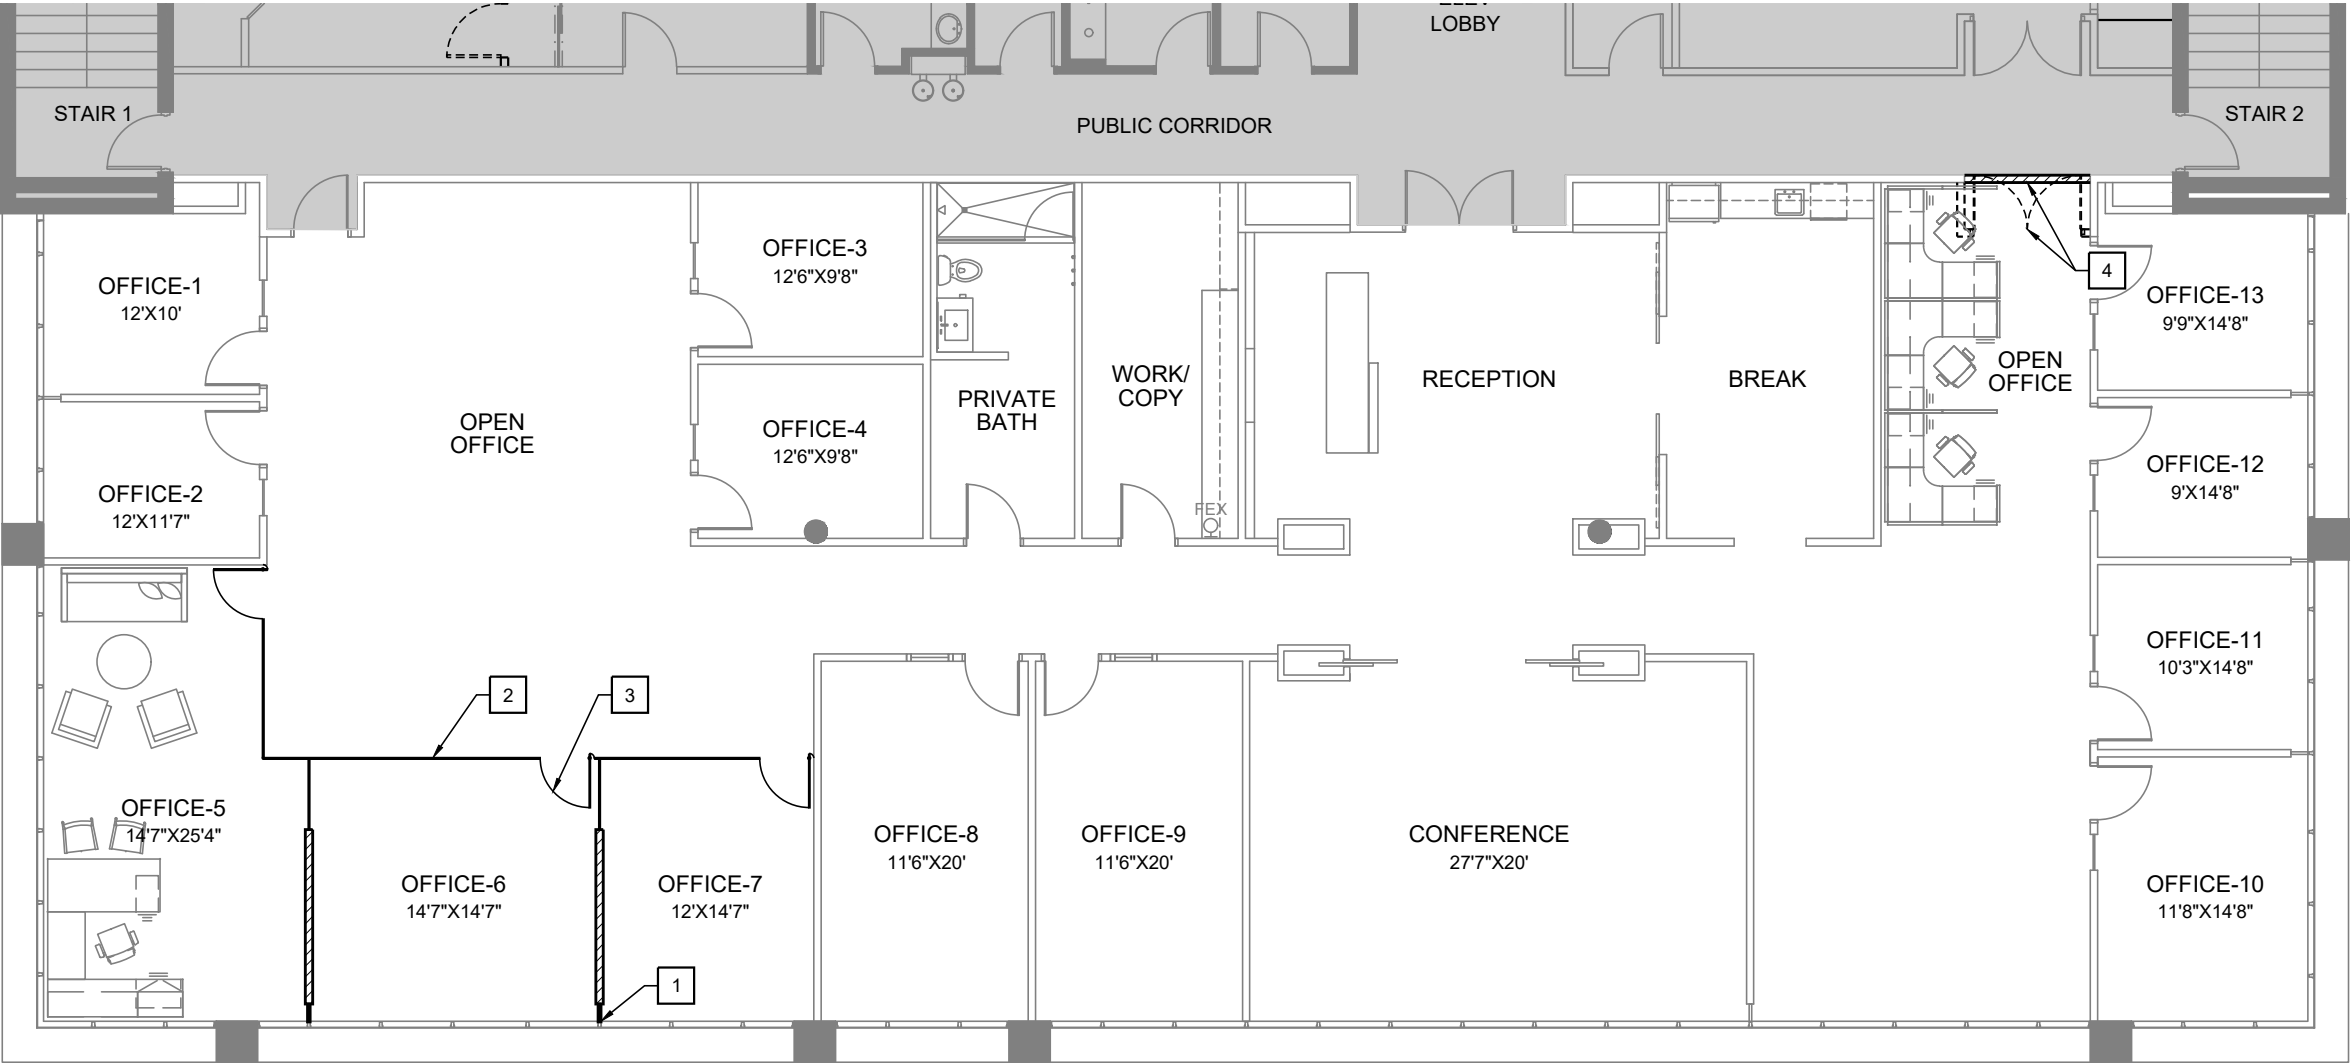 LOBBY
STAIR 1
PUBLIC CORRIDOR
STAIR 2
OFFICE-3
12'6"X9'8"
4
OFFICE-1
12'X10'
OFFICE-13
9'9"X14'8"
OPEN
OFFICE
WORK/
COPY
RECEPTION
BREAK
PRIVATE
BATH
OPEN
OFFICE
OFFICE-4
12'6"X9'8"
OFFICE-12
9'X14'8"
OFFICE-2
12'X11'7"
FEX
OFFICE-11
10'3"X14'8"
2
3
OFFICE-5
14'7"X25'4"
OFFICE-8
11'6"X20'
OFFICE-9
11'6"X20'
CONFERENCE
27'7"X20'
OFFICE-6
14'7"X14'7"
OFFICE-7
12'X14'7"
OFFICE-10
11'8"X14'8"
1